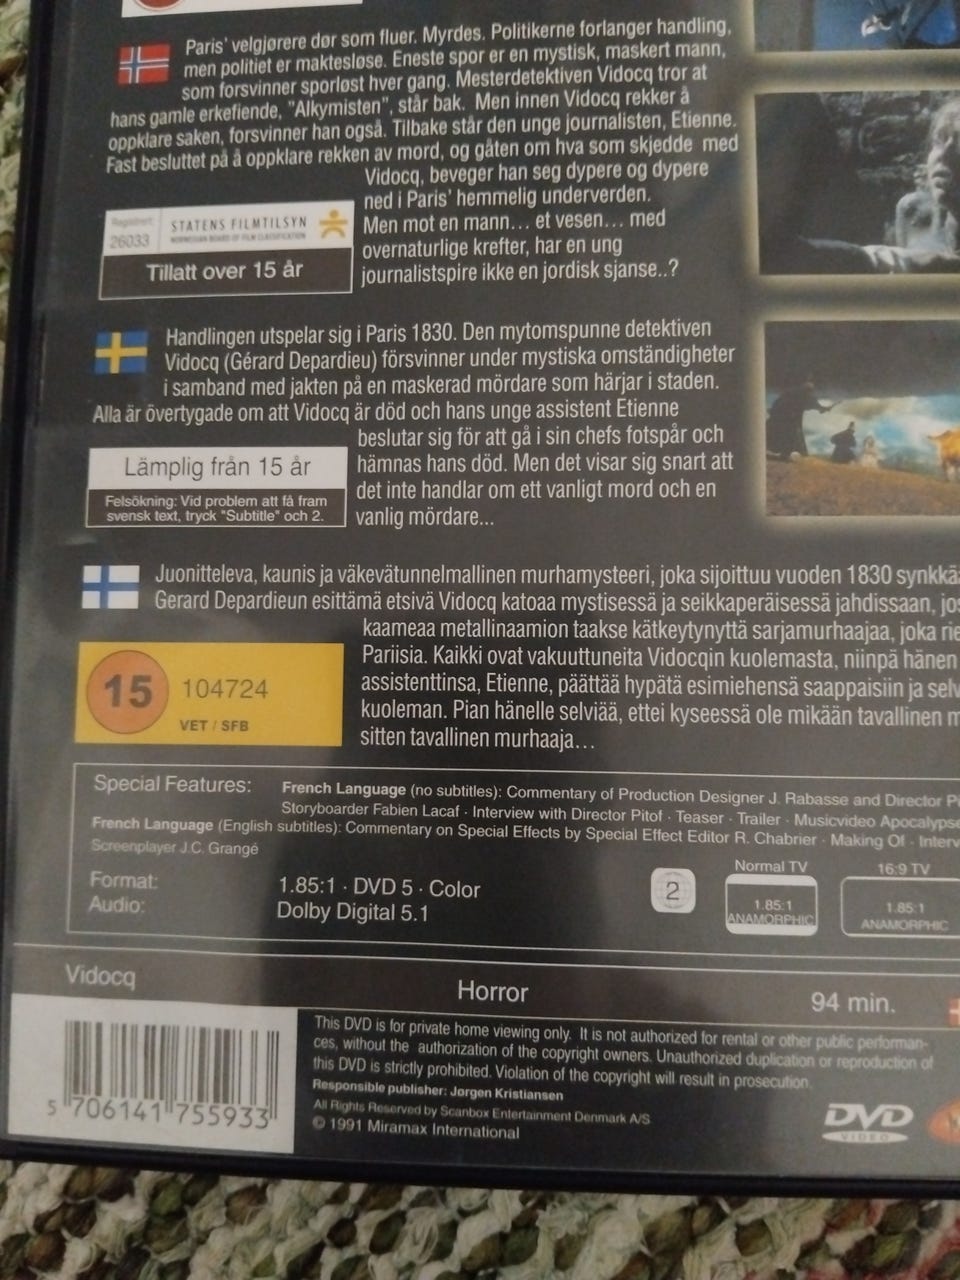 Paris' velgjørere dør som fluer. Myrdes. Politikerne forlanger handling,
men politiet er maktesløse. Eneste spor er en mystisk, maskert mann,
som forsvinner sporløst hver gang. Mesterdetektiven Vidocq tror at
hans gamle erkefiende, "Alkymisten", står bak. Men innen Vidocq rekker å
oppklare saken, forsvinner han også. Tilbake står den unge journalisten, Etienne.
Fast besluttet på å oppklare rekken av mord, og gåten om hva som skjedde med
Vidocq, beveger han seg dypere og dypere
ned i Paris' hemmelig underverden.
Men mot en mann... et vesen... med
overnaturlige krefter, har en ung
journalistspire ikke en jordisk sjanse..?
Registrert
26033
STATENS FILMTILSYN
NORWEGIAN BOARD OF FILM CLASSIFICATION
Tillatt over 15 år
Handlingen utspelar sig i Paris 1830. Den mytomspunne detektiven
Vidocq (Gérard Depardieu) försvinner under mystiska omständigheter
i samband med jakten på en maskerad mördare som härjar i staden.
Alla är övertygade om att Vidocq är död och hans unge assistent Etienne
beslutar sig för att gå i sin chefs fotspår och
hämnas hans död. Men det visar sig snart att
det inte handlar om ett vanligt mord och en
vanlig mördare...
Lämplig från 15 år
Felsökning: Vid problem att få fram
svensk text, tryck "Subtitle" och 2.
Juonitteleva, kaunis ja väkevätunnelmallinen murhamysteeri, joka sijoittuu vuoden 1830
Gerard Depardieun esittämä etsivä Vidocq katoaa mystisessä ja seikkaperäisessä jahdissaan,
kaameaa metallinaamion taakse kätkeytynyttä sarjamurhaajaa, joka
Pariisia. Kaikki ovat vakuuttuneita Vidocqin kuolemasta, niinpä hänen
assistenttinsa, Etienne, päättää hypätä esimiehensä saappaisiin ja
kuoleman. Pian hänelle selviää, ettei kyseessä ole mikään tavallinen
sitten tavallinen murhaaja...
15
104724
VET / SFB
Special Features:
French Language (no subtitles): Commentary of Production Designer J. Rabasse and Director
Storyboarder Fabien Lacaf · Interview with Director Pitof · Teaser · Trailer · Musicvideo Apocalypse
French Language (English subtitles): Commentary on Special Effects by Special Effect Editor R. Chabrier · Making Of ·
Screenplayer J.C. Grangé
Format:
1.85:1 · DVD 5 · Color
Audio:
Dolby Digital 5.1
2
Normal TV
1.85:1
ANAMORPHIC
16:9 TV
1.85:1
ANAMORPHIC
Vidocq
Horror
94 min.
5 706141 755933
This DVD is for private home viewing only. It is not authorized for rental or other public performan-
ces, without the authorization of the copyright owners. Unauthorized duplication or reproduction of
this DVD is strictly prohibited. Violation of the copyright will result in prosecution.
Responsible publisher: Jørgen Kristiansen
All Rights Reserved by Scanbox Entertainment Denmark A/S
© 1991 Miramax International
DVD
VIDEO